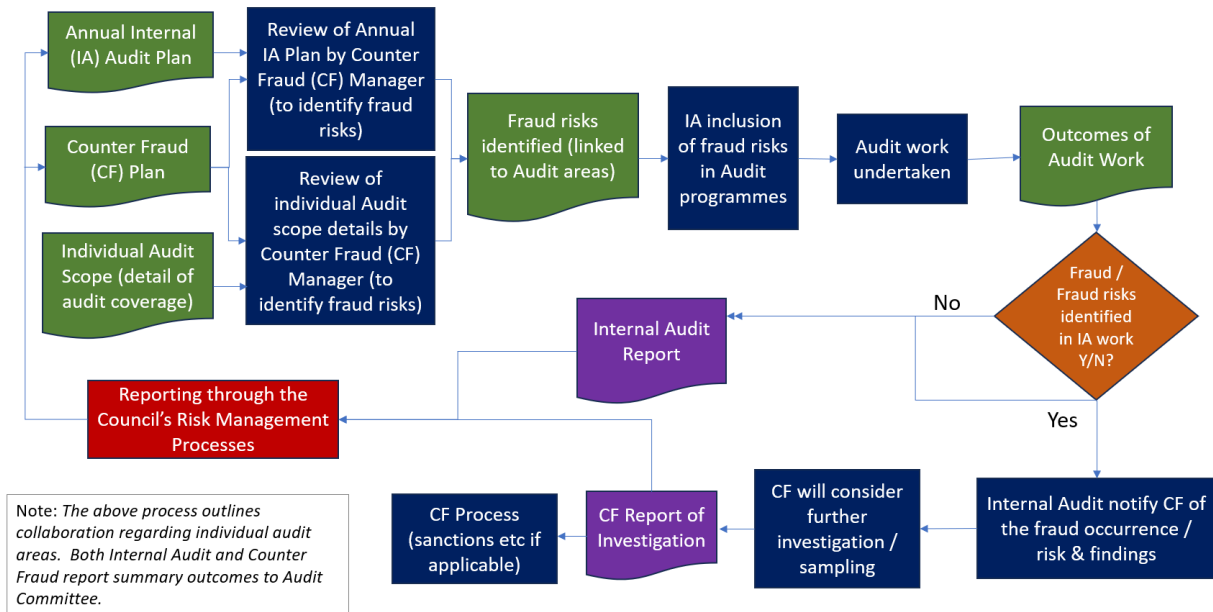 Annual Internal
(IA) Audit Plan
Review of Annual
IA Plan by Counter
Fraud (CF) Manager
(to identify fraud
risks)
Counter Fraud
(CF) Plan
Review of
individual Audit
scope details by
Counter Fraud (CF)
Manager (to
identify fraud risks)
Individual Audit
Scope (detail of
audit coverage)
Fraud risks
identified (linked
to Audit areas)
IA inclusion
of fraud risks
in Audit
programmes
Audit work
undertaken
Outcomes of
Audit Work
Fraud /
Fraud risks
identified
in IA work
Y/N?
No
Yes
Internal Audit
Report
Reporting through the
Council's Risk Management
Processes
Internal Audit notify CF of
the fraud occurrence /
risk & findings
CF will consider
further
investigation /
sampling
CF Report of
Investigation
CF Process
(sanctions etc if
applicable)
Note: The above process outlines
collaboration regarding individual audit
areas. Both Internal Audit and Counter
Fraud report summary outcomes to Audit
Committee.